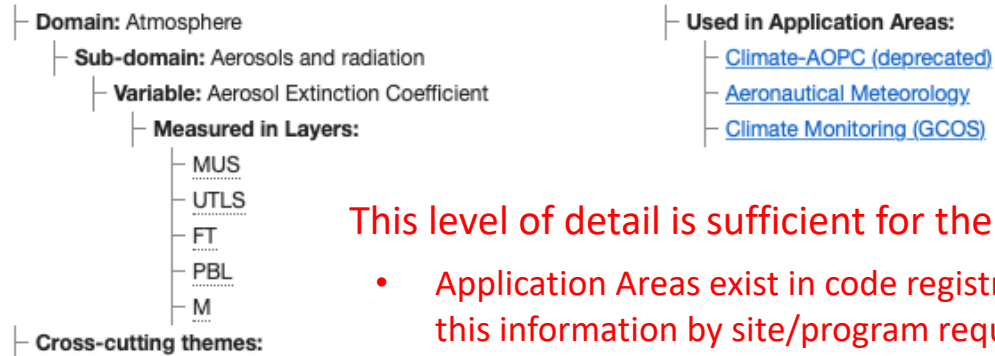 Domain: Atmosphere
Sub-domain: Aerosols and radiation
Variable: Aerosol Extinction Coefficient
Measured in Layers:
MUS
UTLS
FT
PBL
M
Cross-cutting themes:
Used in Application Areas:
Climate-AOPC (deprecated)
Aeronautical Meteorology
Climate Monitoring (GCOS)
This level of detail is sufficient for the
• Application Areas exist in code
this information by site/program